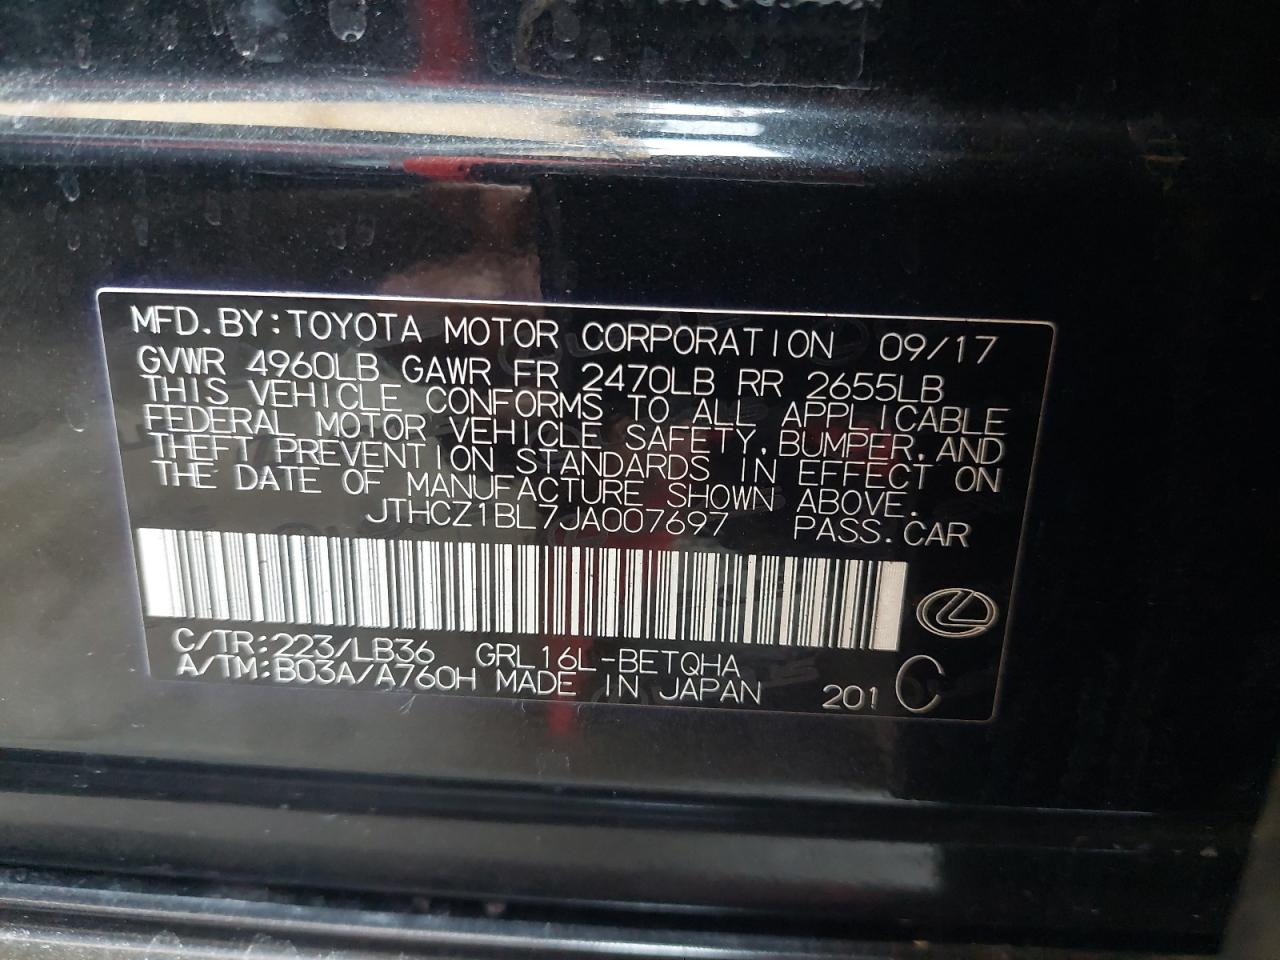 MFD.BY:TOYOTA MOTOR CORPORATION 09/17
GVWR 4960LB GAWR FR 2470LB RR 2655LB
THIS VEHICLE CONFORMS TO ALL APPLICABLE
FEDERAL MOTOR VEHICLE SAFETY,BUMPER,AND
THEFT PREVENTION STANDARDS IN EFFECT ON
THE DATE OF MANUFACTURE SHOWN ABOVE.
JTHCZ1BL7JA007697 PASS.CAR
C/TR:223/LB36 GRL16L-BETQHA
A/TM:B03A/A760H MADE IN JAPAN 201 C